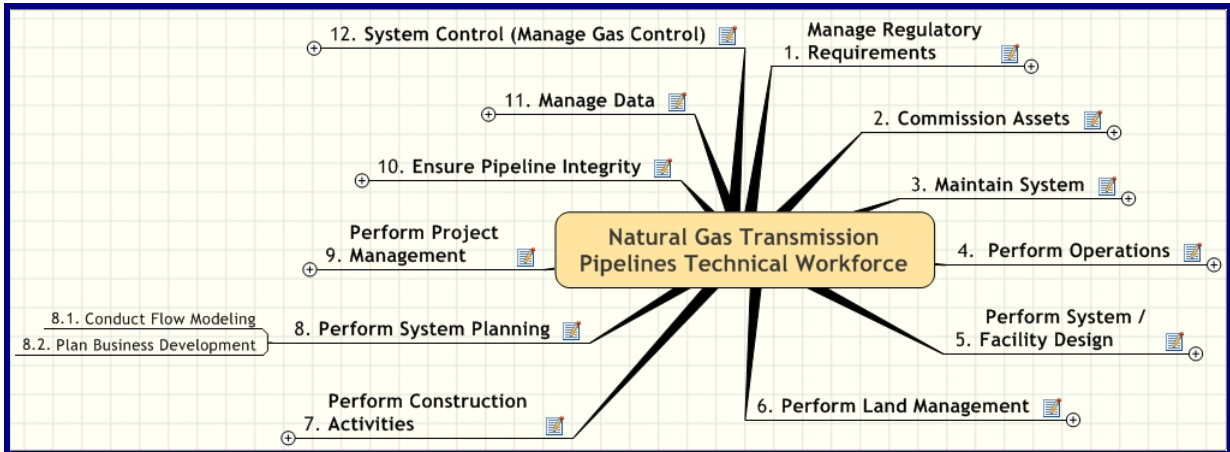 Natural Gas Transmission
Pipelines Technical Workforce
Manage Regulatory
1. Requirements
2. Commission Assets
3. Maintain System
4. Perform Operations
Perform System /
5. Facility Design
6. Perform Land Management
Perform Construction
7. Activities
8. Perform System Planning
8.1. Conduct Flow Modeling
8.2. Plan Business Development
Perform Project
9. Management
10. Ensure Pipeline Integrity
11. Manage Data
12. System Control (Manage Gas Control)